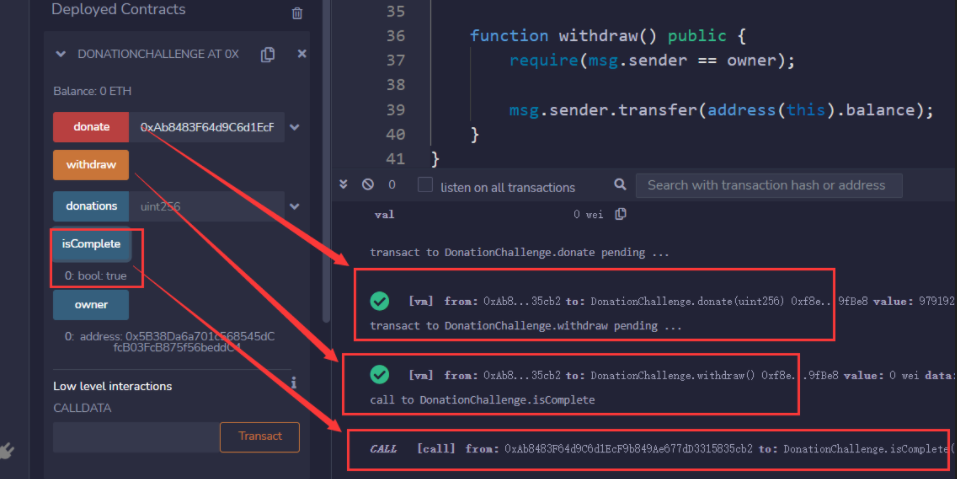 Deployed Contracts
DONATIONCHALLENGE AT 0X
Balance: 0 ETH
donate 0xAb8483F64d9C6d1EcF
withdraw
donations uint256
isComplete
0: bool: true
owner
0: address: 0x5B38Da6a701c568545dC
fcB03FcB875f56beddC4
Low level interactions
i
CALLDATA
Transact
35
36 function withdraw() public {
37 require(msg.sender == owner);
38
39 msg.sender.transfer(address(this).balance);
40 }
41 }
0 listen on all transactions Search with transaction hash or address
val 0 wei
transact to DonationChallenge.donate pending ...
[vm] from: 0xAb8...35cb2 to: DonationChallenge.donate(uint256) 0xf8e...9fBe8 value: 979192
transact to DonationChallenge.withdraw pending ...
[vm] from: 0xAb8...35cb2 to: DonationChallenge.withdraw() 0xf8e...9fBe8 value: 0 wei data:
call to DonationChallenge.isComplete
CALL [call] from: 0xAb8483F64d9C6d1EcF9b849Ae677dD3315835cb2 to: DonationChallenge.isComplete(